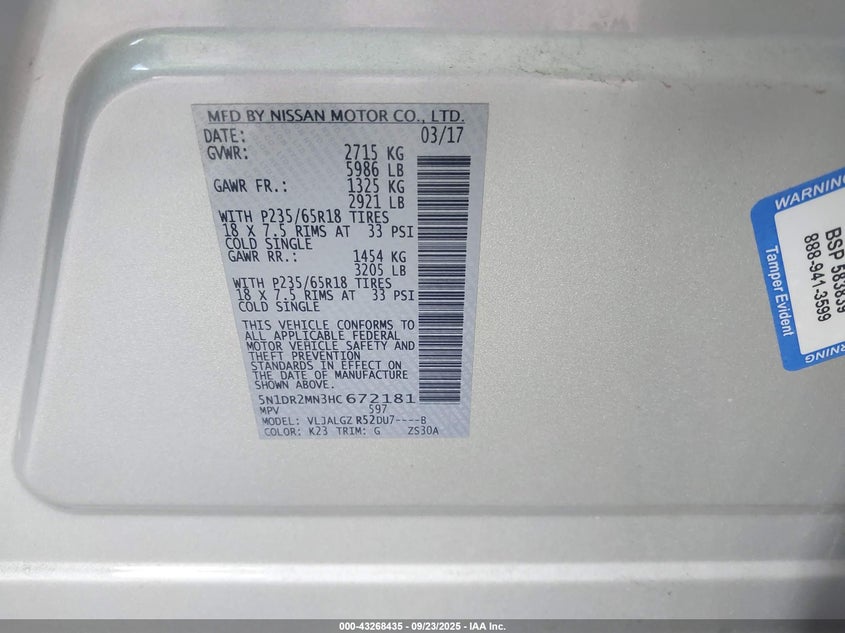 MFD BY NISSAN MOTOR CO., LTD.
DATE: 03/17
GVWR: 2715 KG
5986 LB
GAWR FR.: 1325 KG
2921 LB
WITH P235/65R18 TIRES
18 X 7.5 RIMS AT 33 PSI
COLD SINGLE
GAWR RR.: 1454 KG
3205 LB
WITH P235/65R18 TIRES
18 X 7.5 RIMS AT 33 PSI
COLD SINGLE
THIS VEHICLE CONFORMS TO
ALL APPLICABLE FEDERAL
MOTOR VEHICLE SAFETY AND
THEFT PREVENTION
STANDARDS IN EFFECT ON
THE DATE OF MANUFACTURE
SHOWN ABOVE.
5N1DR2MN3HC672181
MPV 597
MODEL: VLJALGZ R52DU7----B
COLOR: K23 TRIM: G ZS30A
WARNING
BSP 583839
888-941-3599
Tamper Evident
000-43268435 - 09/23/2025 - IAA Inc.